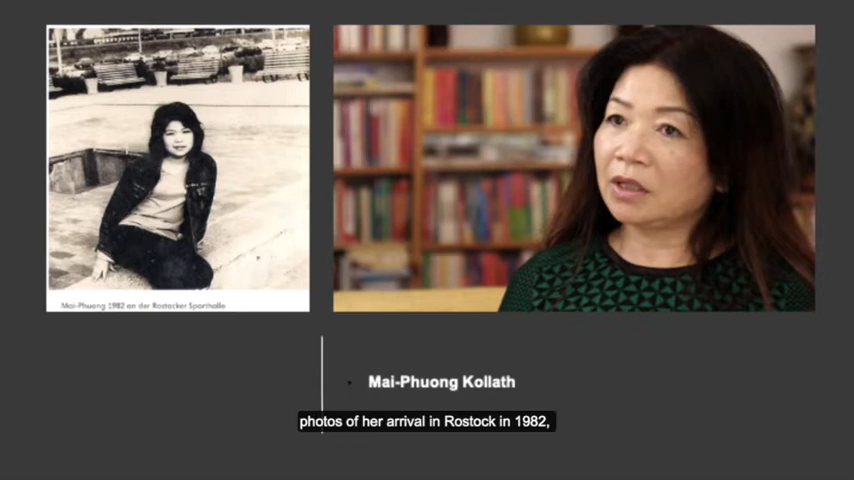 Mai-Phuong 1982 an der Rostocker Sporthalle
Mai-Phuong Kollath
photos of her arrival in Rostock in 1982,